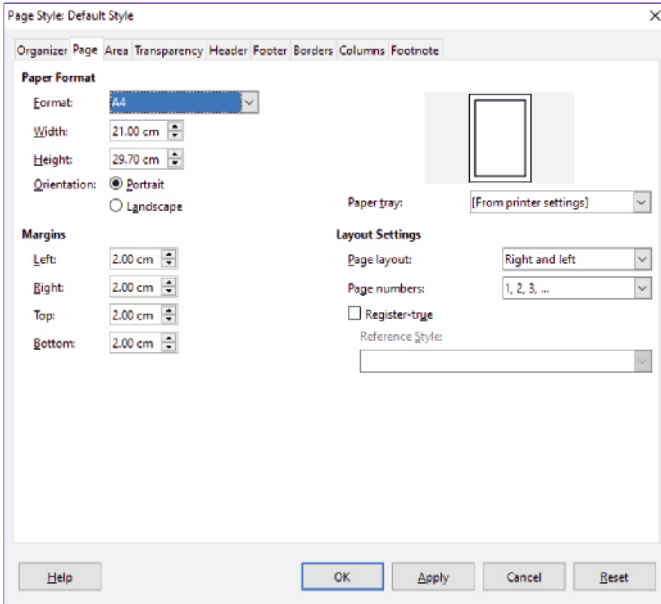 Page Style: Default Style
Organizer Page Area Transparency Header Footer Borders Columns Footnote
Paper Format
Format: A4
Width: 21.00 cm
Height: 29.70 cm
Orientation: Portrait
Landscape
Paper tray: [From printer settings]
Margins
Left: 2.00 cm
Right: 2.00 cm
Top: 2.00 cm
Bottom: 2.00 cm
Layout Settings
Page layout: Right and left
Page numbers: 1, 2, 3, ...
Register-true
Reference Style:
Help OK Apply Cancel Reset